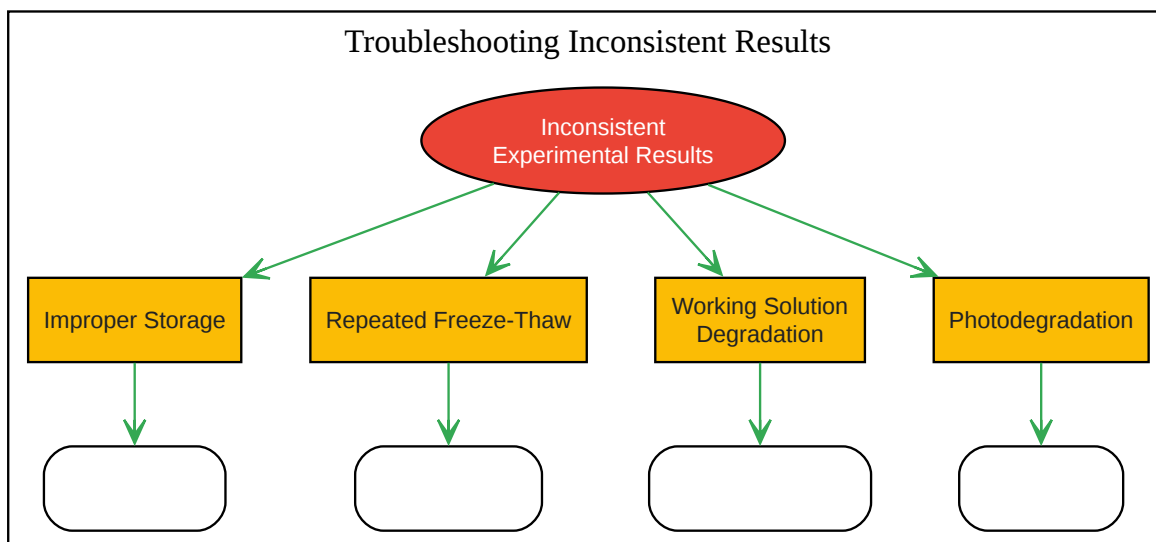 Troubleshooting Inconsistent Results
Inconsistent
Experimental Results
Improper Storage
Repeated Freeze-Thaw
Working Solution
Degradation
Photodegradation